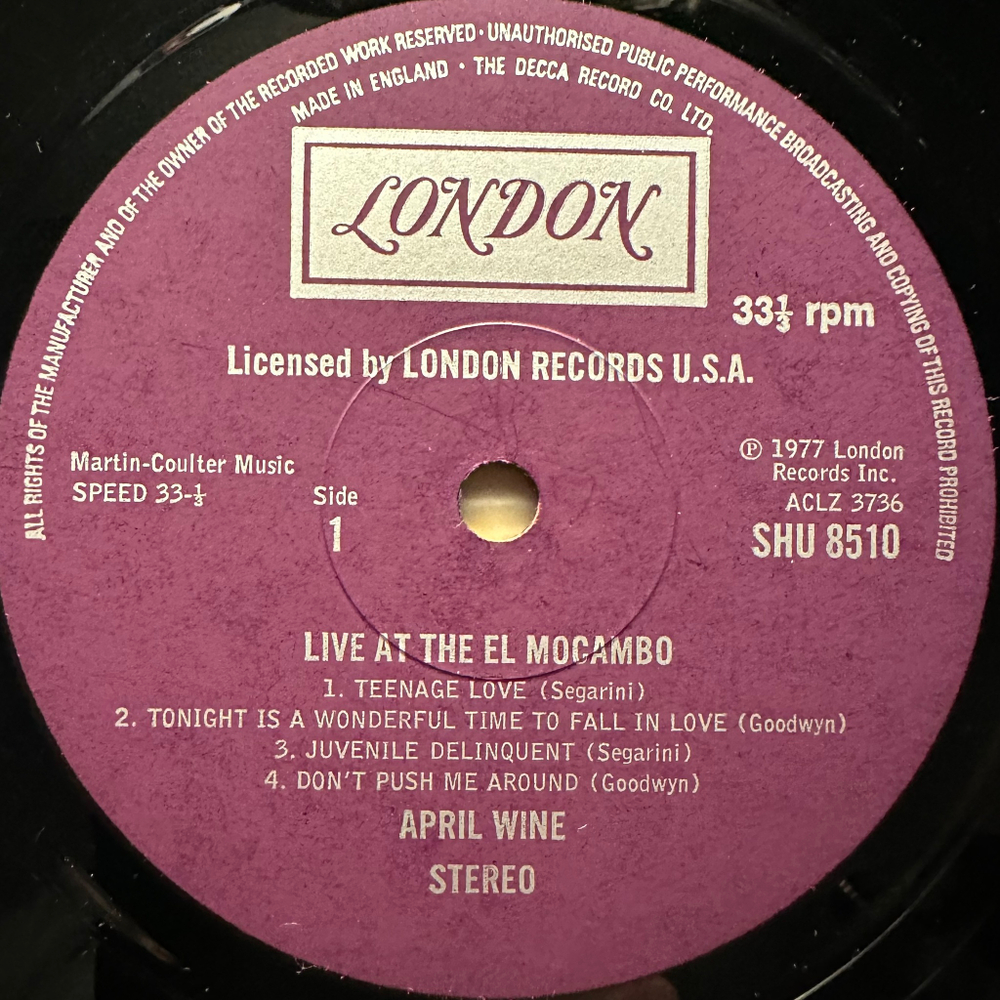 ALL RIGHTS OF THE MANUFACTURER AND OF THE OWNER OF THE RECORDED WORK RESERVED · UNAUTHORISED PUBLIC PERFORMANCE BROADCASTING AND COPYING OF THIS RECORD PROHIBITED
MADE IN ENGLAND · THE DECCA RECORD CO. LTD.
LONDON
33⅓ rpm
Licensed by LONDON RECORDS U.S.A.
Martin-Coulter Music
SPEED 33-⅓
Side
1
℗ 1977 London
Records Inc.
ACLZ 3736
SHU 8510
LIVE AT THE EL MOCAMBO
1. TEENAGE LOVE (Segarini)
2. TONIGHT IS A WONDERFUL TIME TO FALL IN LOVE (Goodwyn)
3. JUVENILE DELINQUENT (Segarini)
4. DON'T PUSH ME AROUND (Goodwyn)
APRIL WINE
STEREO